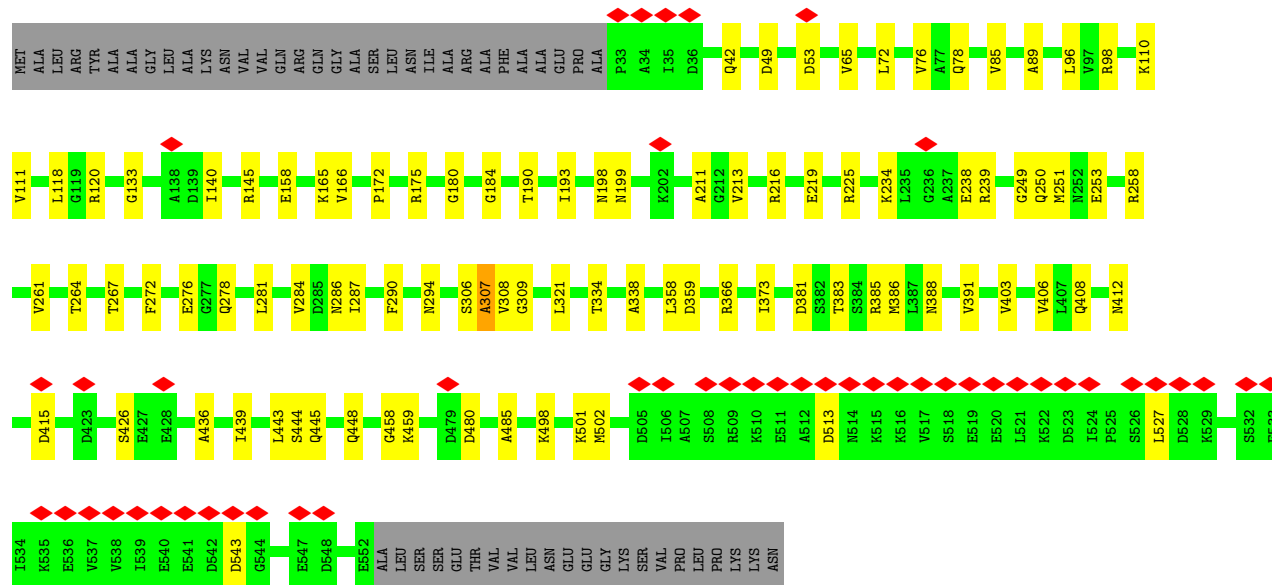 MET ALA LEU ARG TYR ALA ALA GLY LEU ALA LYS ASN VAL VAL GLN ARG GLN GLY ALA SER LEU ASN ILE ALA ARG ALA PHE ALA ALA GLU PRO ALA P33 A34 I35 D36 Q42 D49 D53 V65 L72 V76 A77 Q78 V85 A89 L96 V97 R98 K110
V111 L118 G119 R120 G133 A138 D139 I140 R145 E158 K165 V166 P172 R175 G180 G184 T190 I193 N198 N199 K202 A211 G212 V213 R216 E219 R225 K234 L235 G236 A237 E238 R239 G249 Q250 M251 N252 E253 R258
V261 T264 T267 F272 E276 G277 Q278 L281 V284 D285 N286 I287 F290 N294 S306 A307 V308 G309 L321 T334 A338 L358 D359 R366 I373 D381 S382 T383 S384 R385 M386 L387 N388 V391 V403 V406 L407 Q408 N412
D415 D423 S426 E427 E428 A436 I439 L443 S444 Q445 Q448 G458 K459 D479 D480 A485 K498 K501 M502 D505 I506 A507 S508 R509 K510 E511 A512 D513 N514 K515 K516 V517 S518 E519 E520 L521 K522 D523 I524 P525 S526 L527 D528 K529 S532
I534 K535 E536 V537 V538 I539 E540 E541 D542 D543 G544 E547 D548 E552 ALA LEU SER SER GLU THR VAL VAL LEU ASN GLU GLU GLY LYS SER VAL PRO LEU PRO LYS LYS ASN